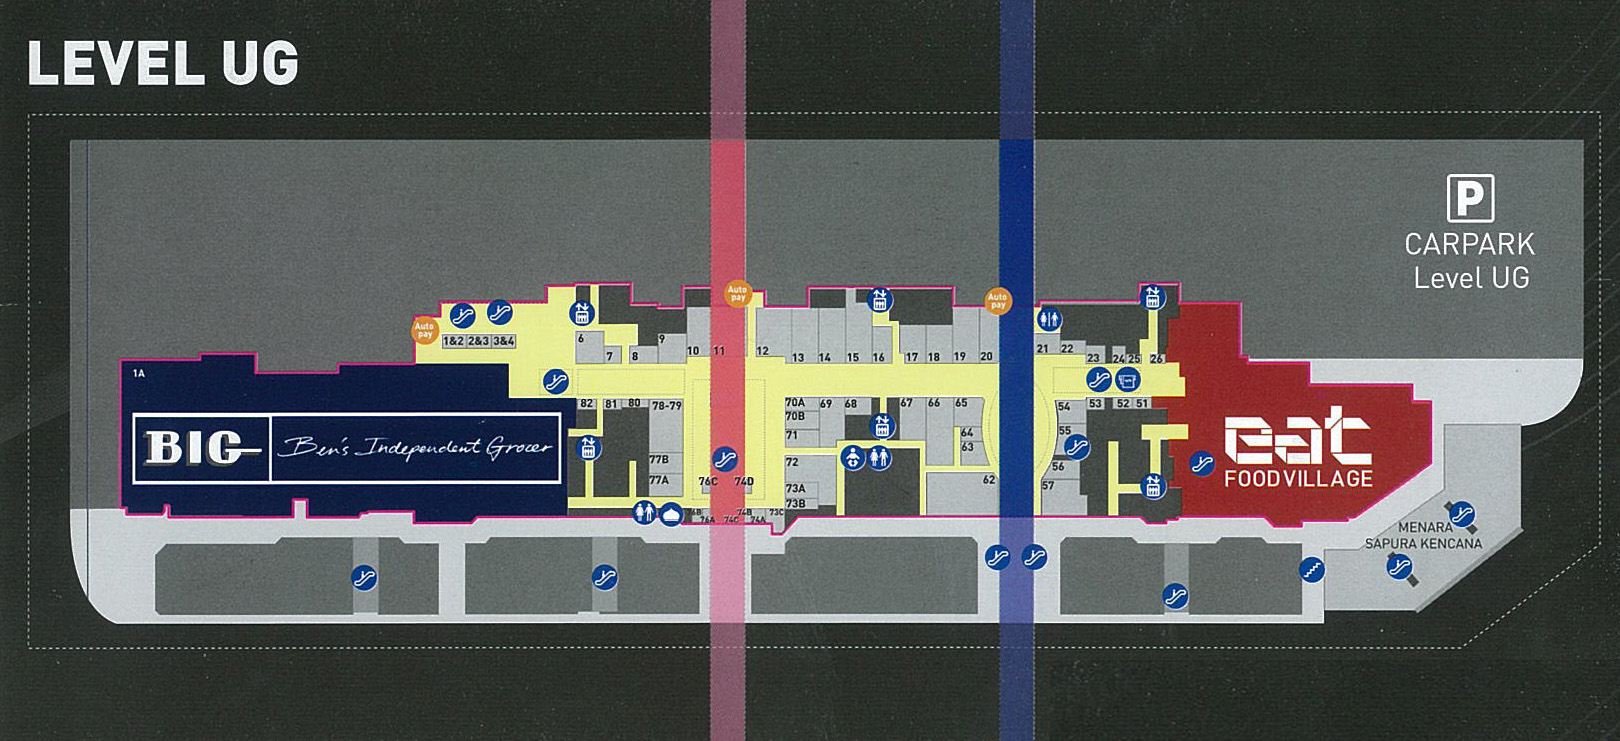 LEVEL UG
P
CARPARK
Level UG
Auto
pay
Auto
pay
Auto
pay
1&2 2&3 3&4
6
7
8
9
10
11
12
13
14
15
16
17
18
19
20
21
22
23
24
25
26
1A
BIG
Ben's Independent Grocer
82
81
80
78-79
77B
77A
76C
74D
76B
76A
74C
74B
74A
73C
70A
70B
71
72
73A
73B
69
68
67
66
65
64
63
62
54
55
56
57
53
52
51
eat
FOODVILLAGE
MENARA
SAPURA KENCANA